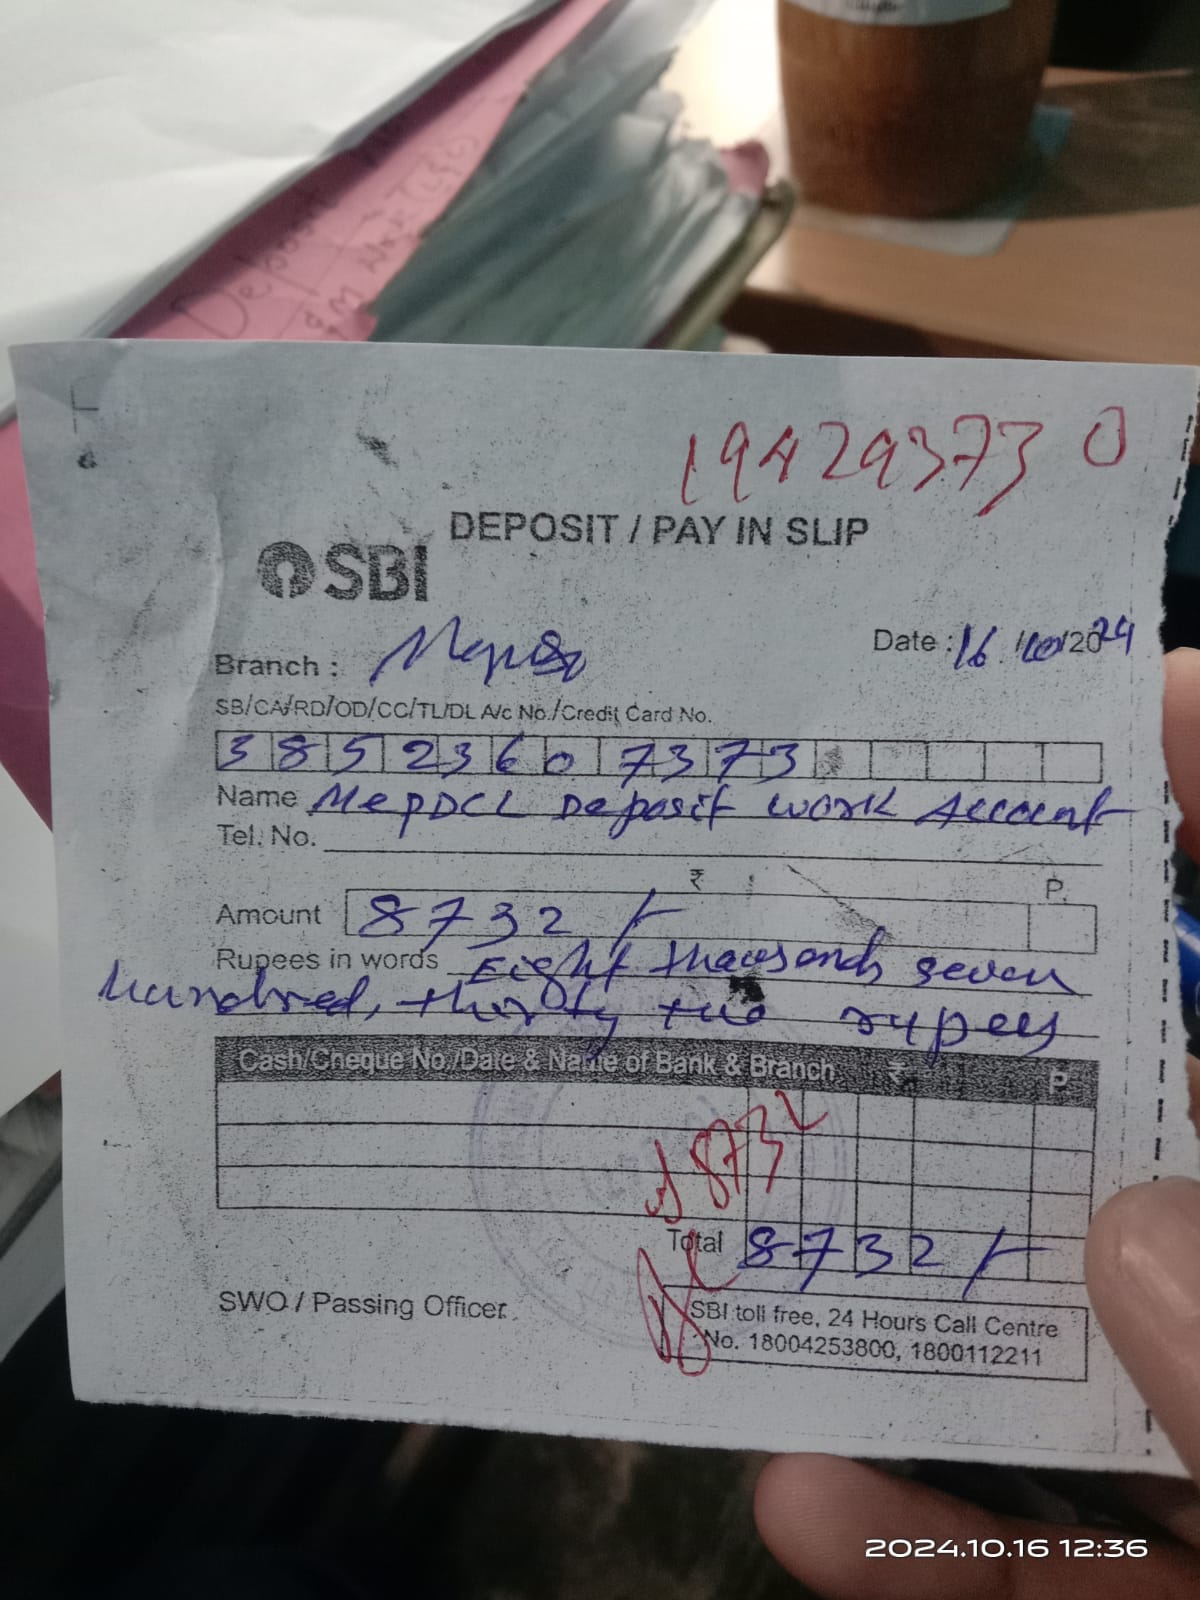 Deposit
194293730
DEPOSIT / PAY IN SLIP
SBI
Branch :
Date : 16/10/2024
SB/CA/RD/OD/CC/TL/DL A/c No./Credit Card No.
38523607373
Name MePDCL Deposit work Account
Tel. No.
₹ P.
Amount 8732/-
Rupees in words Eight thousands seven
hundred, thirty two rupees
Cash/Cheque No./Date & Name of Bank & Branch ₹ P
8732
Total 8732/-
SWO / Passing Officer
SBI toll free, 24 Hours Call Centre
No. 18004253800, 1800112211
2024.10.16 12:36